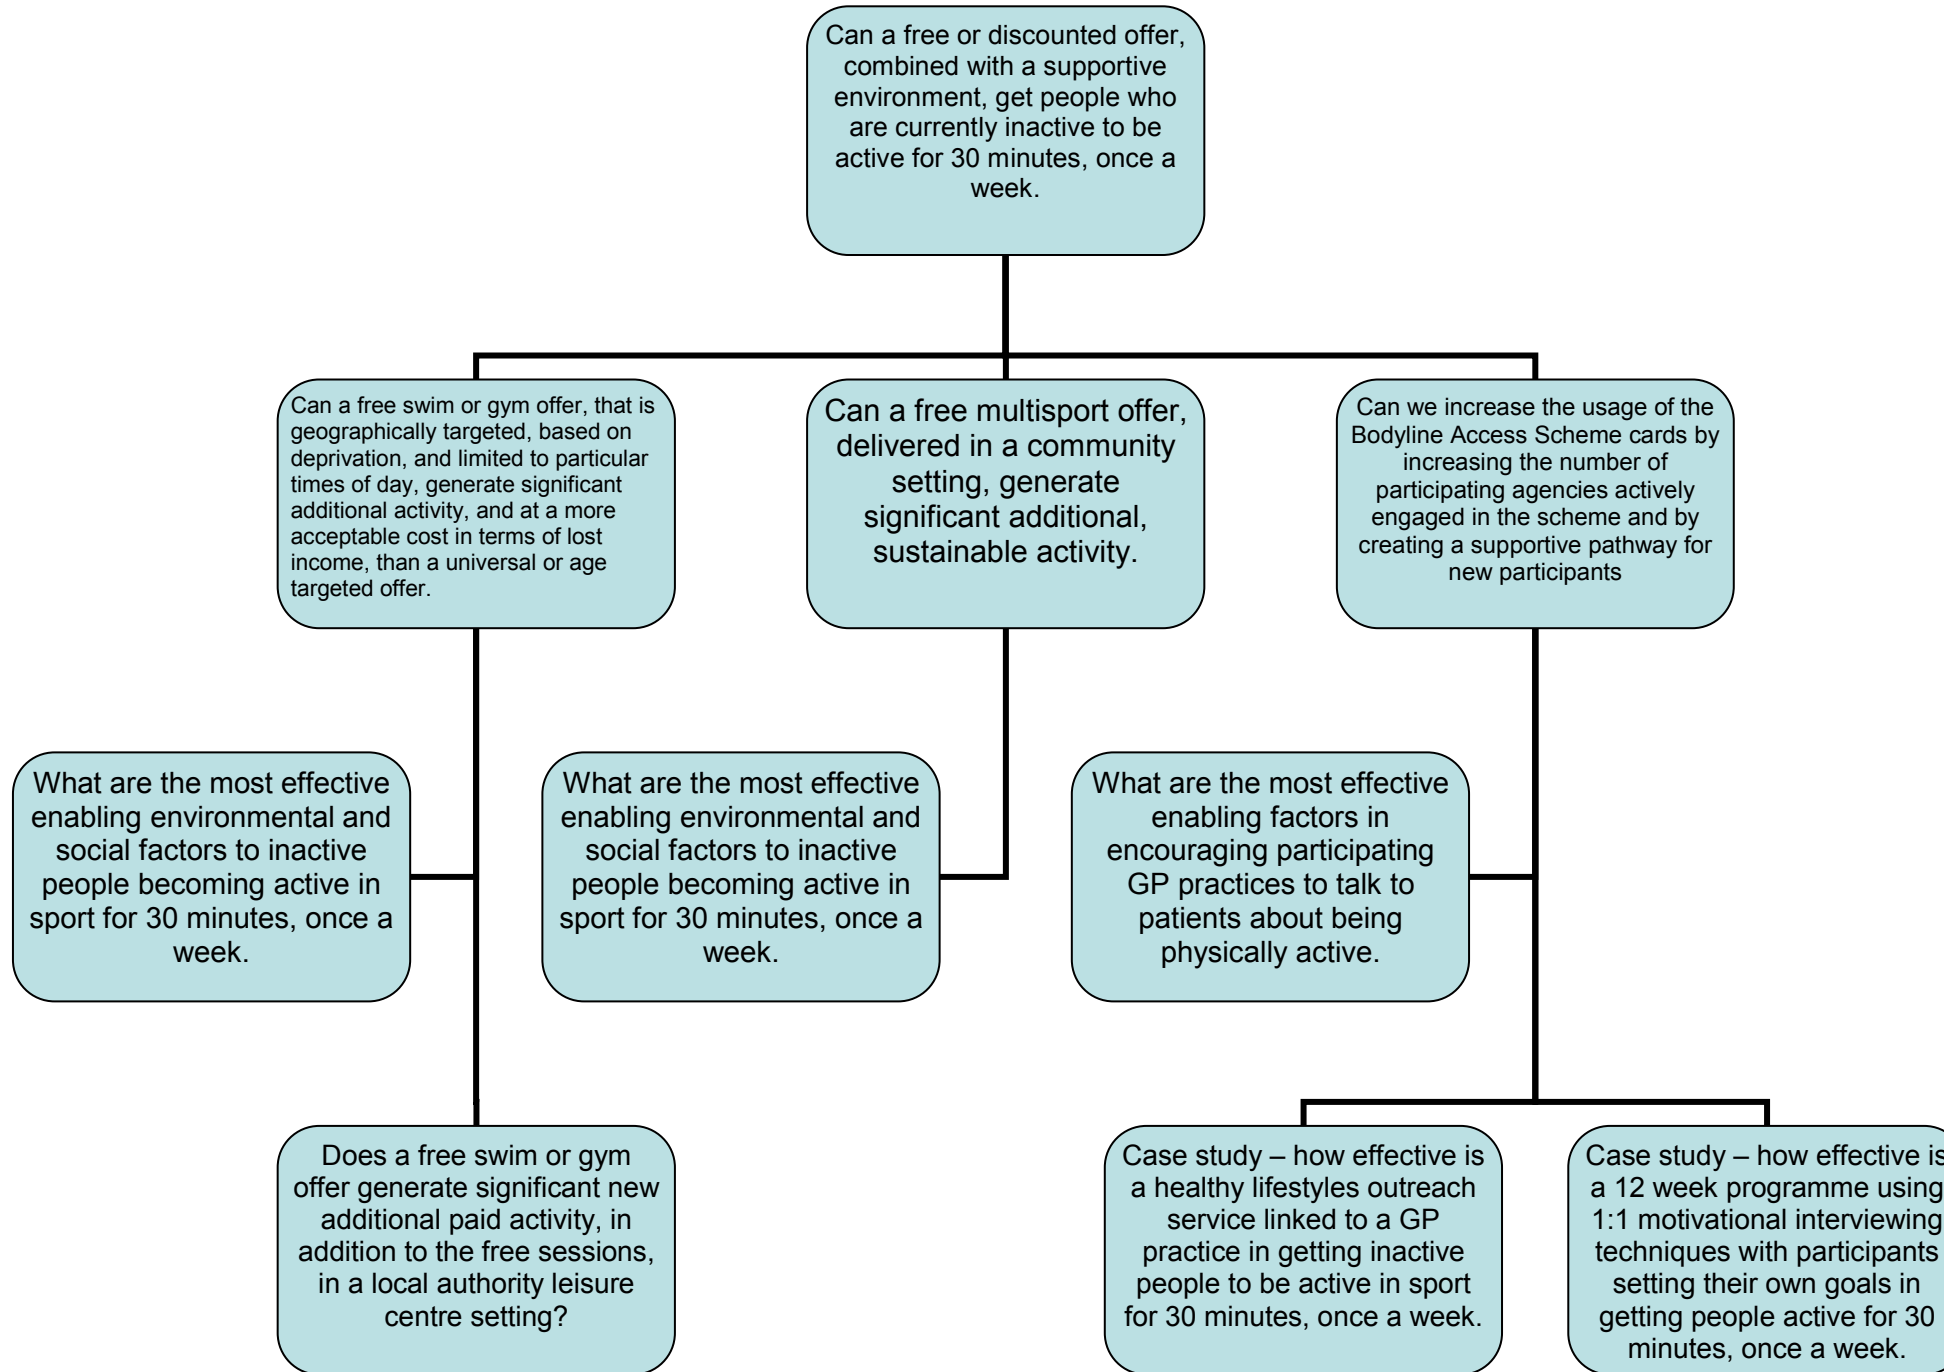 Can a free or discounted offer,
combined with a supportive
environment, get people who
are currently inactive to be
active for 30 minutes, once a
week.
Can a free swim or gym offer, that is
geographically targeted, based on
deprivation, and limited to particular
times of day, generate significant
additional activity, and at a more
acceptable cost in terms of lost
income, than a universal or age
targeted offer.
Can a free multisport offer,
delivered in a community
setting, generate
significant additional,
sustainable activity.
Can we increase the usage of the
Bodyline Access Scheme cards by
increasing the number of
participating agencies actively
engaged in the scheme and by
creating a supportive pathway for
new participants
What are the most effective
enabling environmental and
social factors to inactive
people becoming active in
sport for 30 minutes, once a
week.
What are the most effective
enabling environmental and
social factors to inactive
people becoming active in
sport for 30 minutes, once a
week.
What are the most effective
enabling factors in
encouraging participating
GP practices to talk to
patients about being
physically active.
Does a free swim or gym
offer generate significant new
additional paid activity, in
addition to the free sessions,
in a local authority leisure
centre setting?
Case study – how effective is
a healthy lifestyles outreach
service linked to a GP
practice in getting inactive
people to be active in sport
for 30 minutes, once a week.
Case study – how effective is
a 12 week programme using
1:1 motivational interviewing
techniques with participants
setting their own goals in
getting people active for 30
minutes, once a week.